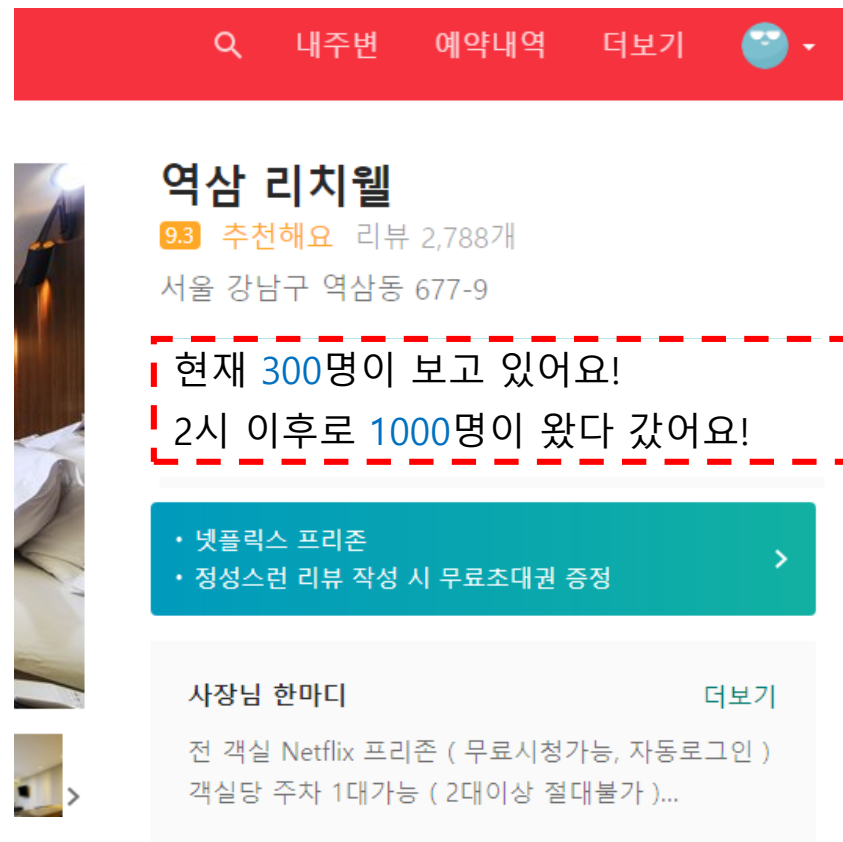 내주변 예약내역 더보기
역삼 리치웰
9.3 추천해요 리뷰 2,788개
서울 강남구 역삼동 677-9
현재 300명이 보고 있어요!
2시 이후로 1000명이 왔다 갔어요!
• 넷플릭스 프리존
• 정성스런 리뷰 작성 시 무료초대권 증정
사장님 한마디 더보기
전 객실 Netflix 프리존 ( 무료시청가능, 자동로그인 )
객실당 주차 1대가능 ( 2대이상 절대불가 )...